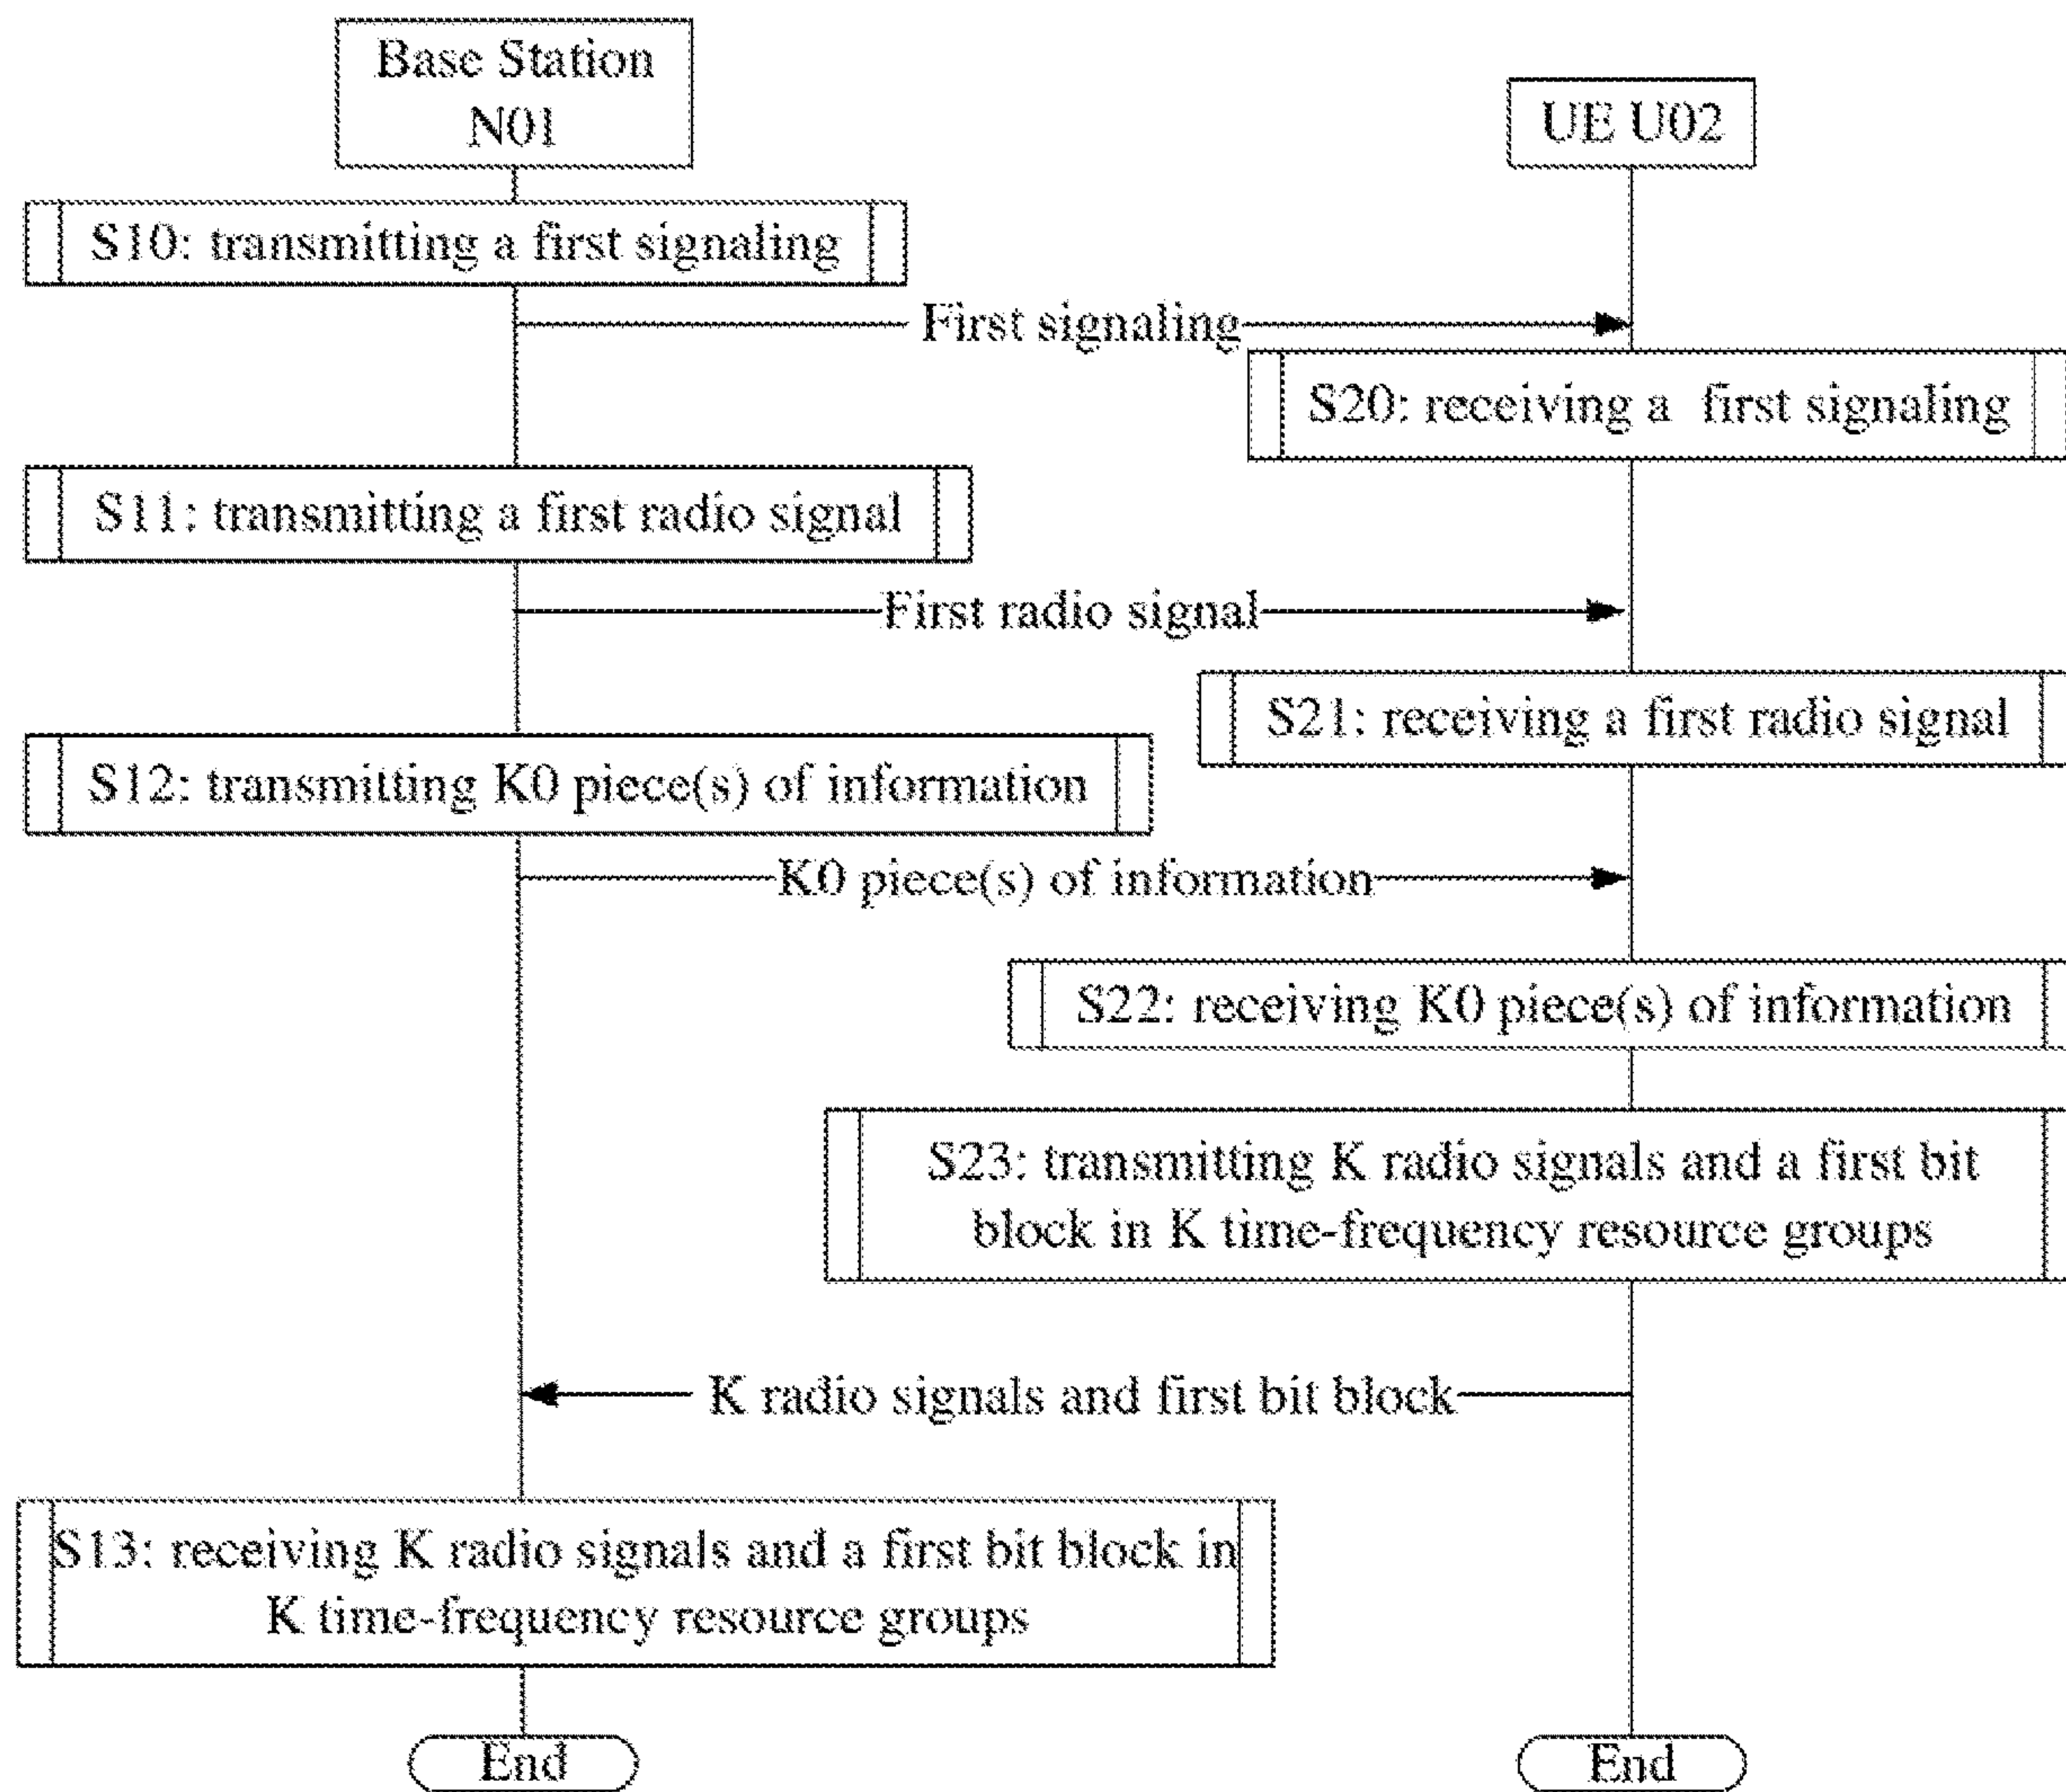 Base Station
N01
UE U02
S10: transmitting a first signaling
First signaling
S20: receiving a first signaling
S11: transmitting a first radio signal
First radio signal
S21: receiving a first radio signal
S12: transmitting K0 piece(s) of information
K0 piece(s) of information
S22: receiving K0 piece(s) of information
S23: transmitting K radio signals and a first bit
block in K time-frequency resource groups
K radio signals and first bit block
S13: receiving K radio signals and a first bit block in
K time-frequency resource groups
End
End